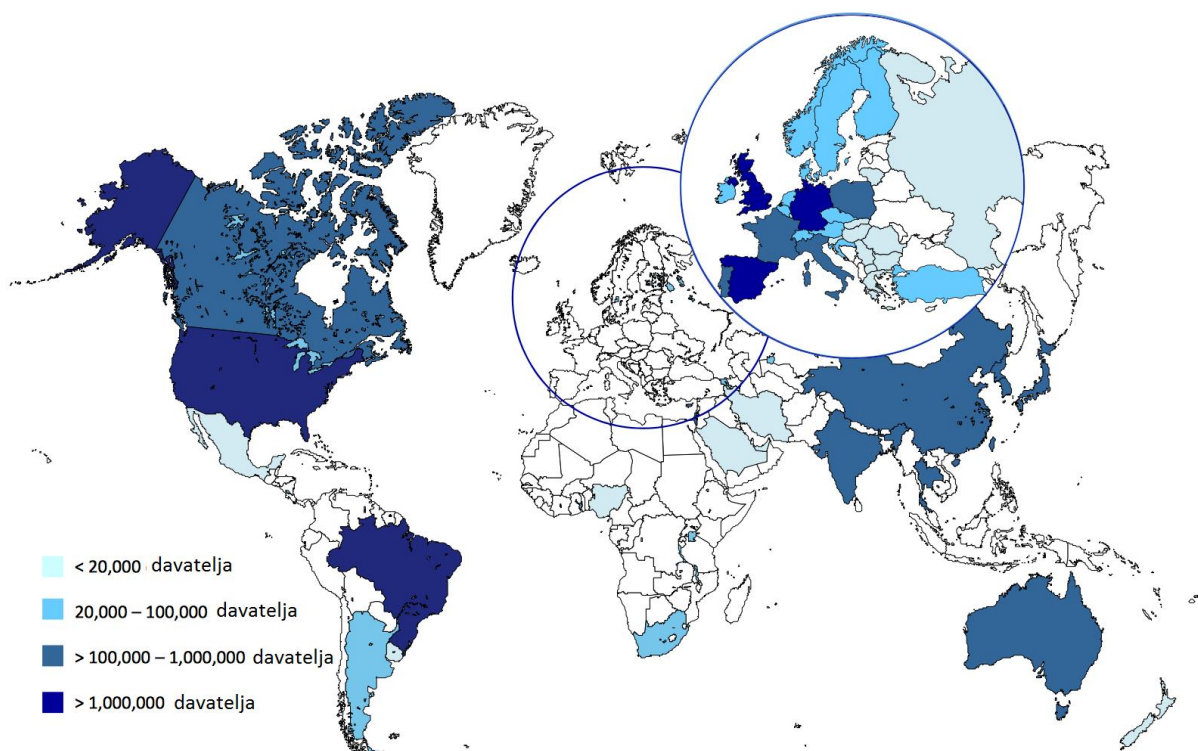 < 20,000 davatelja
20,000 – 100,000 davatelja
> 100,000 – 1,000,000 davatelja
> 1,000,000 davatelja